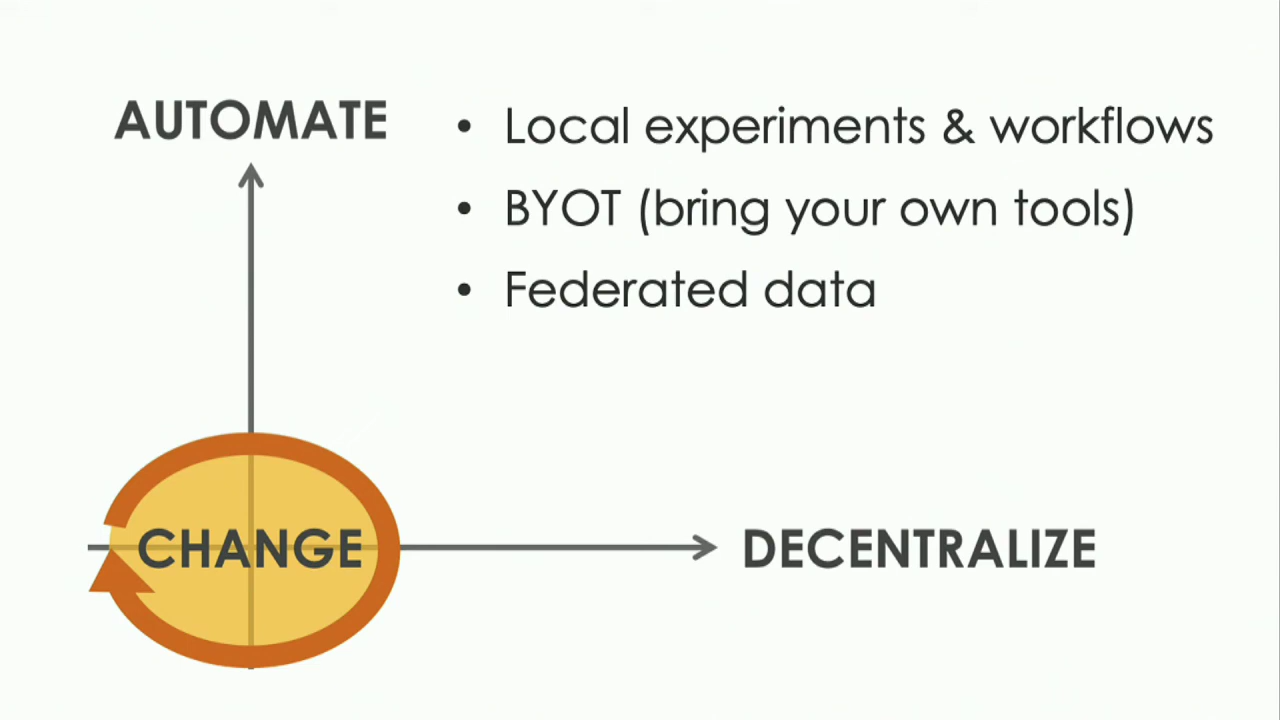 AUTOMATE
• Local experiments & workflows
• BYOT (bring your own tools)
• Federated data
CHANGE
DECENTRALIZE